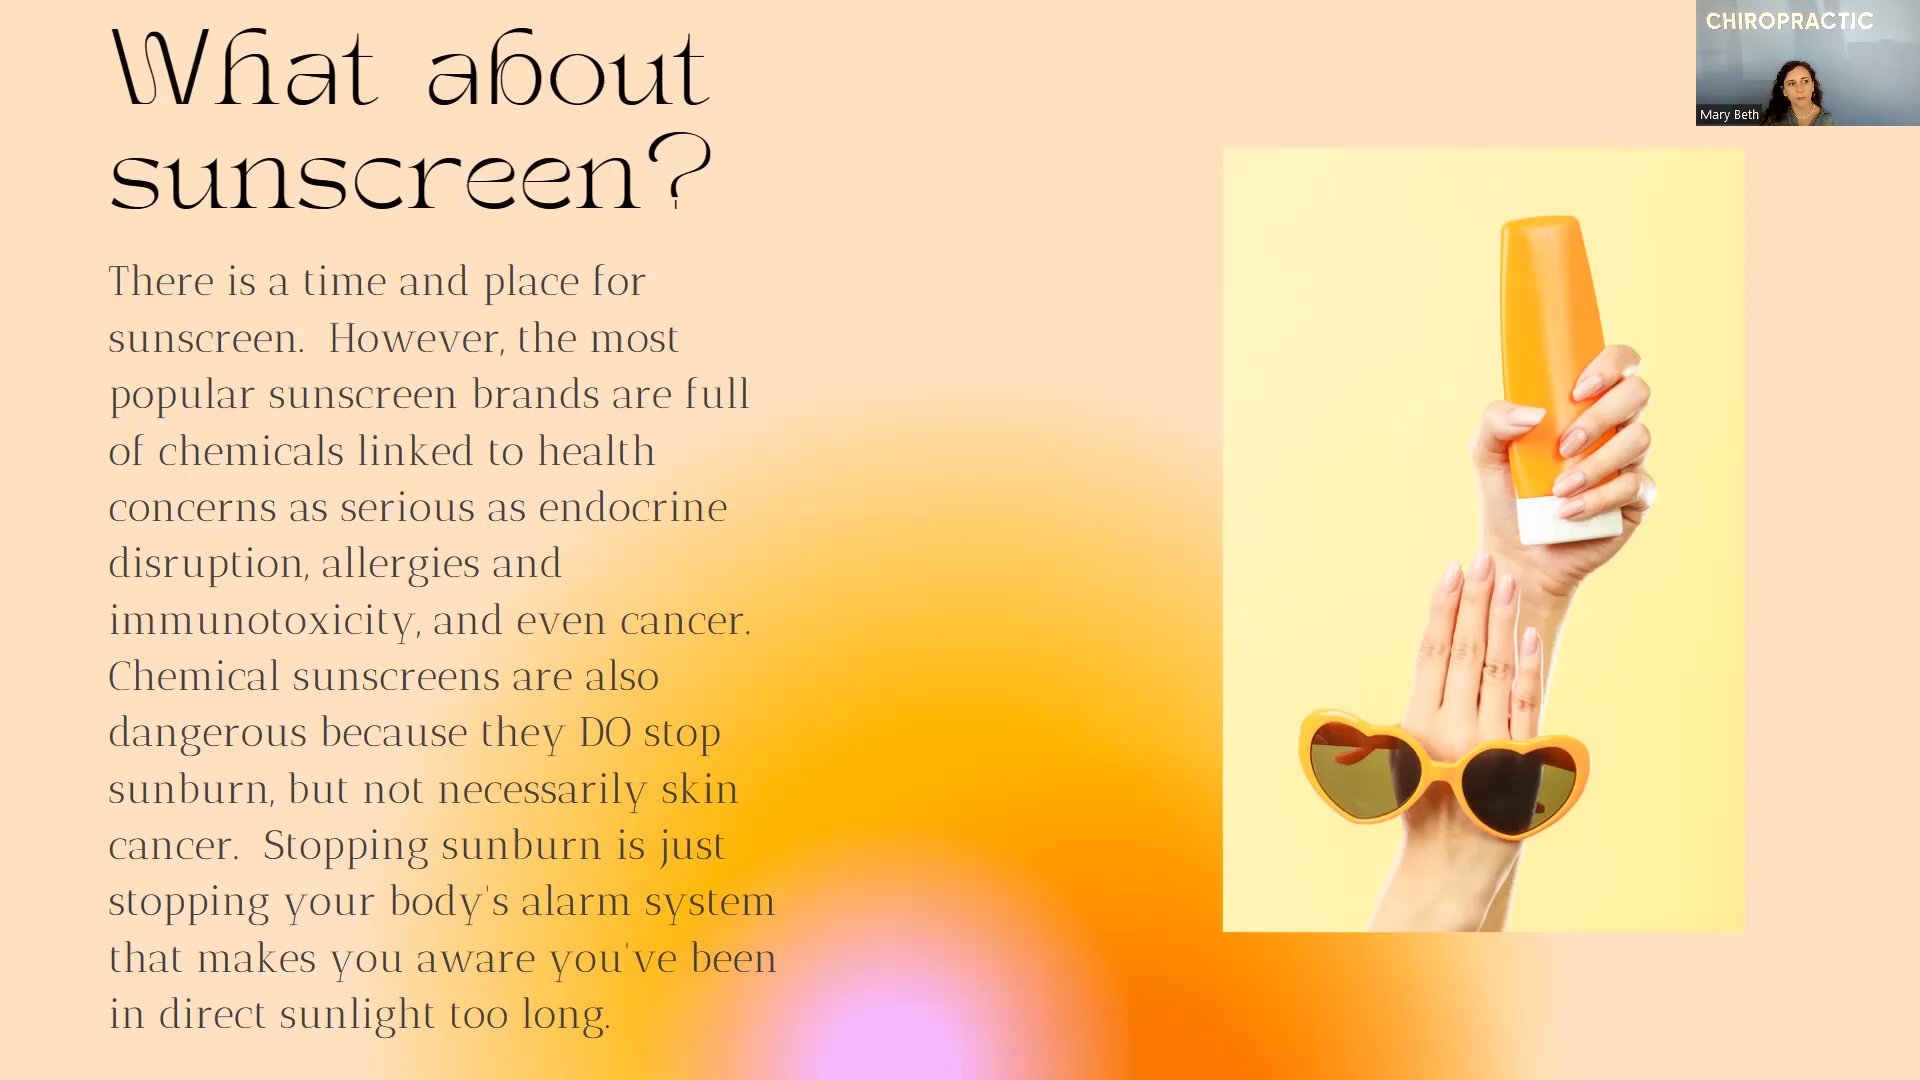 What about
sunscreen?
There is a time and place for
sunscreen.  However, the most
popular sunscreen brands are full
of chemicals linked to health
concerns as serious as endocrine
disruption, allergies and
immunotoxicity, and even cancer.
Chemical sunscreens are also
dangerous because they DO stop
sunburn, but not necessarily skin
cancer.  Stopping sunburn is just
stopping your body's alarm system
that makes you aware you've been
in direct sunlight too long.
CHIROPRACTIC
Mary Beth